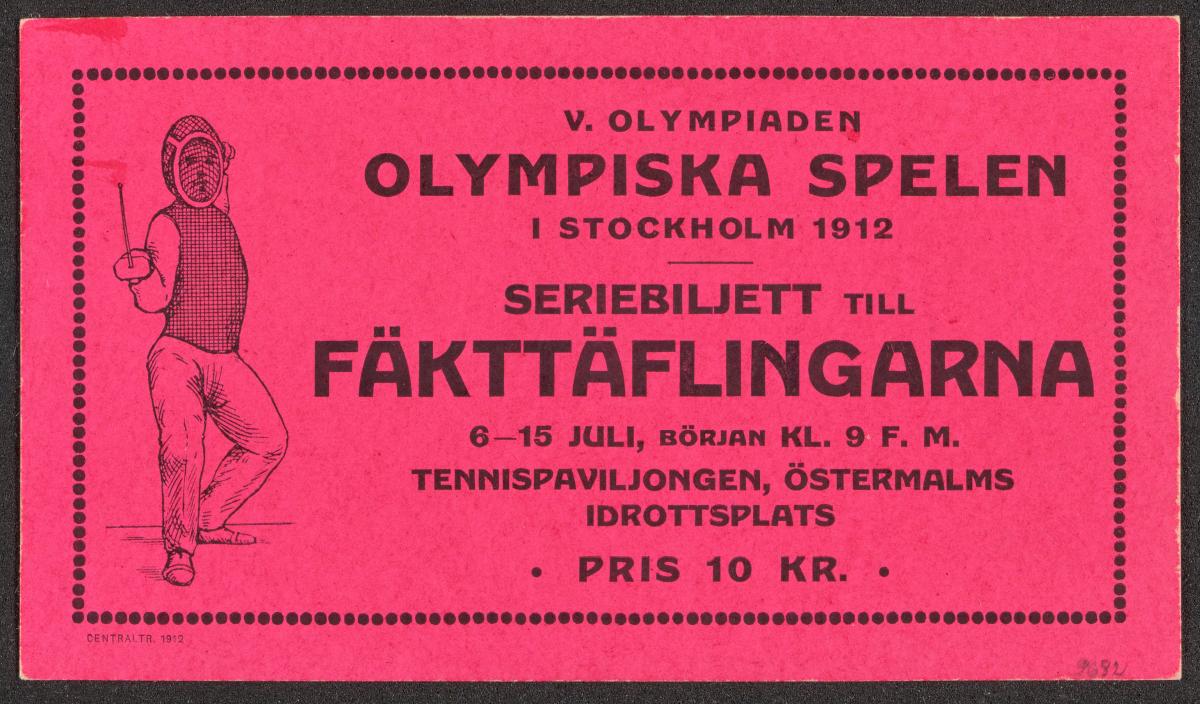 V. OLYMPIADEN
OLYMPISKA SPELEN
I STOCKHOLM 1912
SERIEBILJETT TILL
FÄKTTÄFLINGARNA
6—15 JULI, BÖRJAN KL. 9 F. M.
TENNISPAVILJONGEN, ÖSTERMALMS
IDROTTSPLATS
• PRIS 10 KR. •
CENTRALTR. 1912
9682